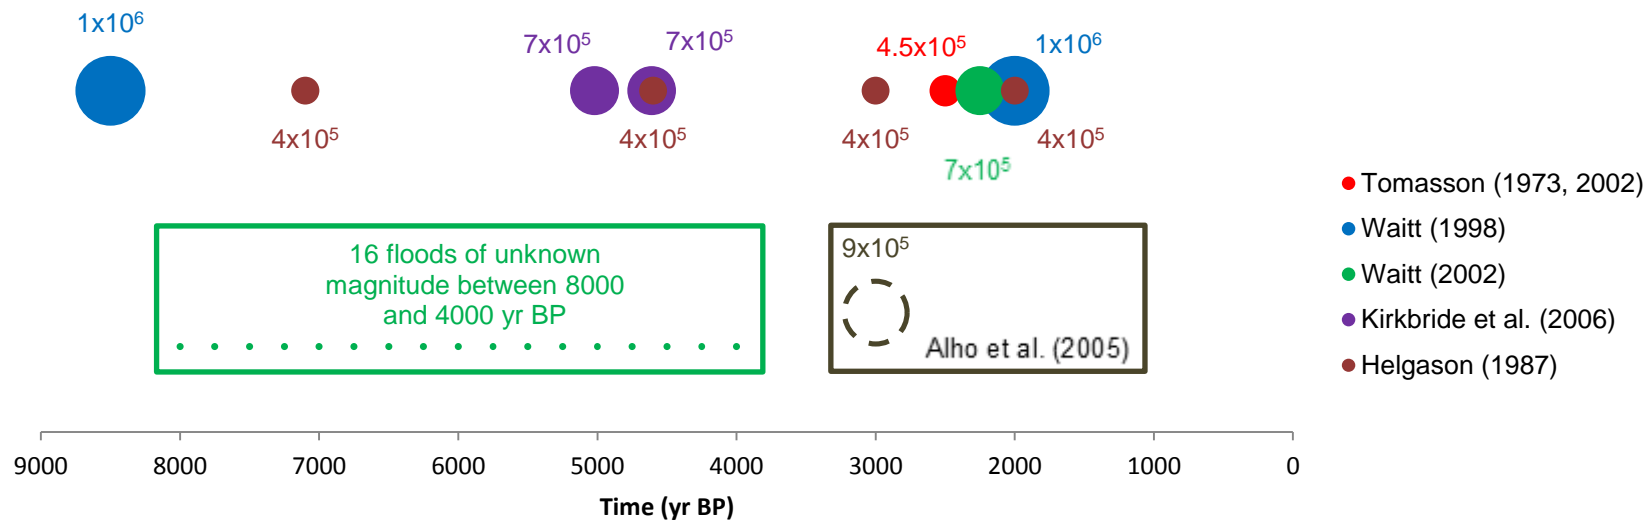 1x10⁶
7x10⁵
7x10⁵
4.5x10⁵
1x10⁶
4x10⁵
4x10⁵
4x10⁵
4x10⁵
7x10⁵
16 floods of unknown
magnitude between 8000
and 4000 yr BP
9x10⁵
Alho et al. (2005)
Tomasson (1973, 2002)
Waitt (1998)
Waitt (2002)
Kirkbride et al. (2006)
Helgason (1987)
9000 8000 7000 6000 5000 4000 3000 2000 1000 0
Time (yr BP)